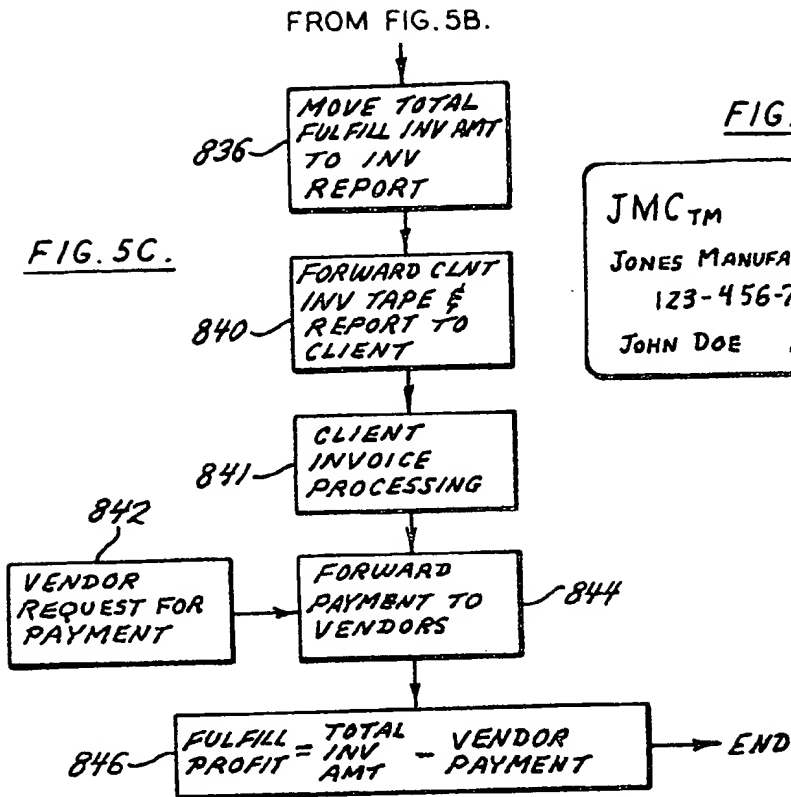 FROM FIG.5B.
MOVE TOTAL
FULFILL INV AMT
TO INV
REPORT
836
FIG. 5C.
FORWARD CLNT
INV TAPE &
REPORT TO
CLIENT
840
CLIENT
INVOICE
PROCESSING
841
842
VENDOR
REQUEST FOR
PAYMENT
FORWARD
PAYMENT TO
VENDORS
844
846
FULFILL PROFIT = TOTAL INV AMT - VENDOR PAYMENT
END
FIG.
JMC TM
JONES MANUFA
123-456-7
JOHN DOE